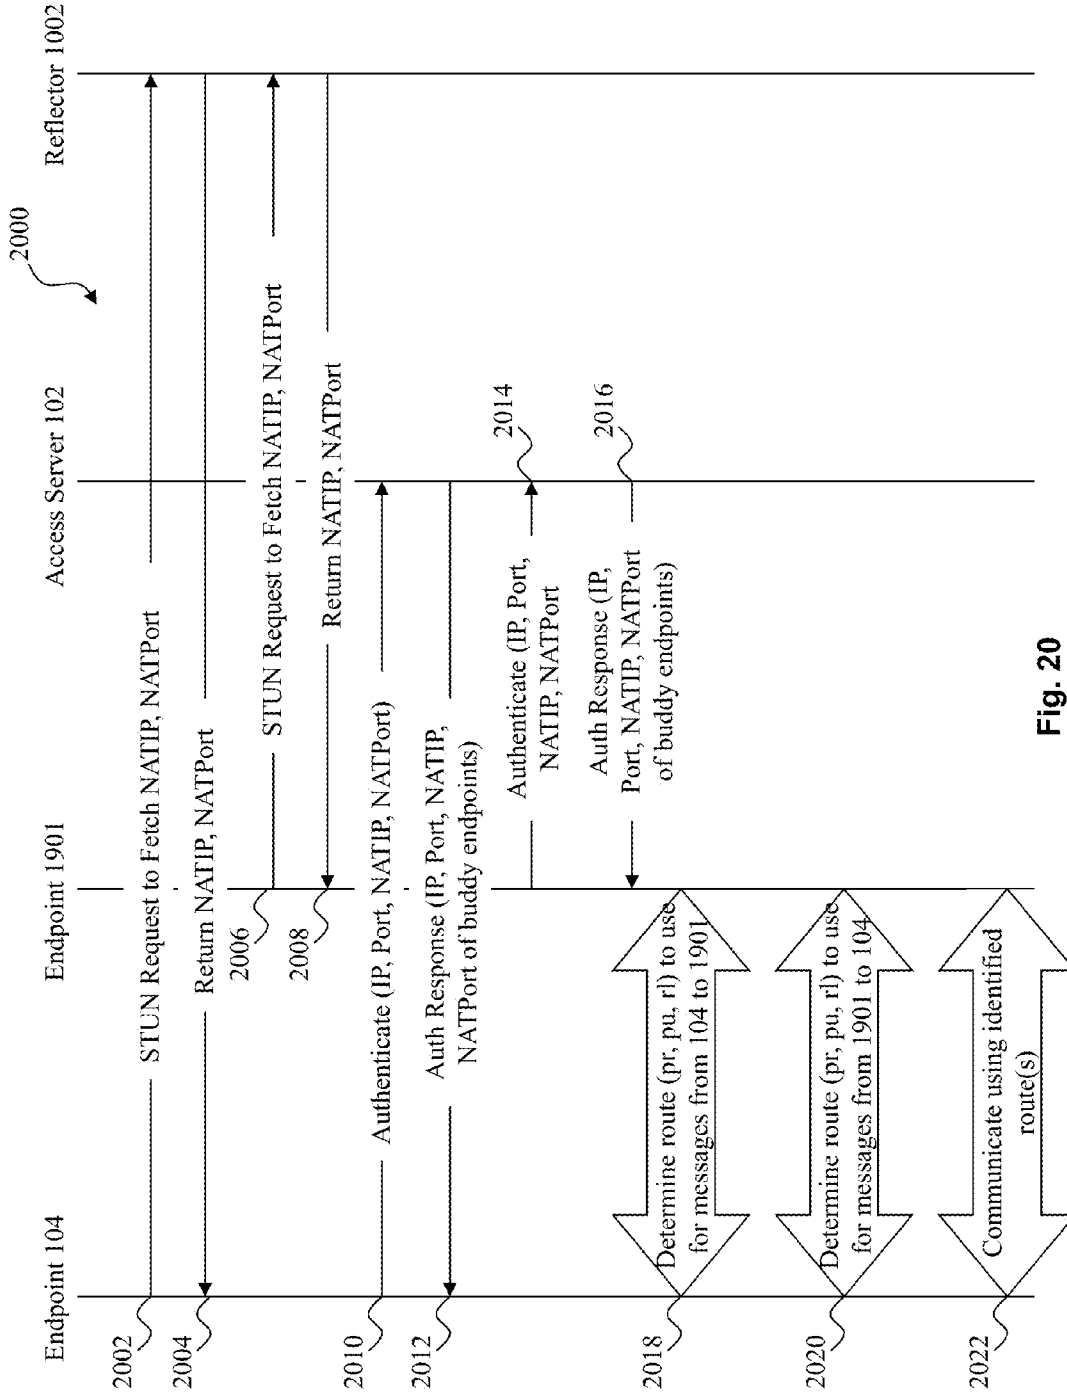 Endpoint 104
Endpoint 1901
Access Server 102
Reflector 1002
2000
2002
STUN Request to Fetch NATIP, NATPort
2004
Return NATIP, NATPort
2006
STUN Request to Fetch NATIP, NATPort
2008
Return NATIP, NATPort
2010
Authenticate (IP, Port, NATIP, NATPort)
2012
Auth Response (IP, Port, NATIP,
NATPort of buddy endpoints)
2014
Authenticate (IP, Port,
NATIP, NATPort
2016
Auth Response (IP,
Port, NATIP, NATPort
of buddy endpoints)
2018
Determine route (pr, pu, rl) to use
for messages from 104 to 1901
2020
Determine route (pr, pu, rl) to use
for messages from 1901 to 104
2022
Communicate using identified
route(s)
Fig. 20